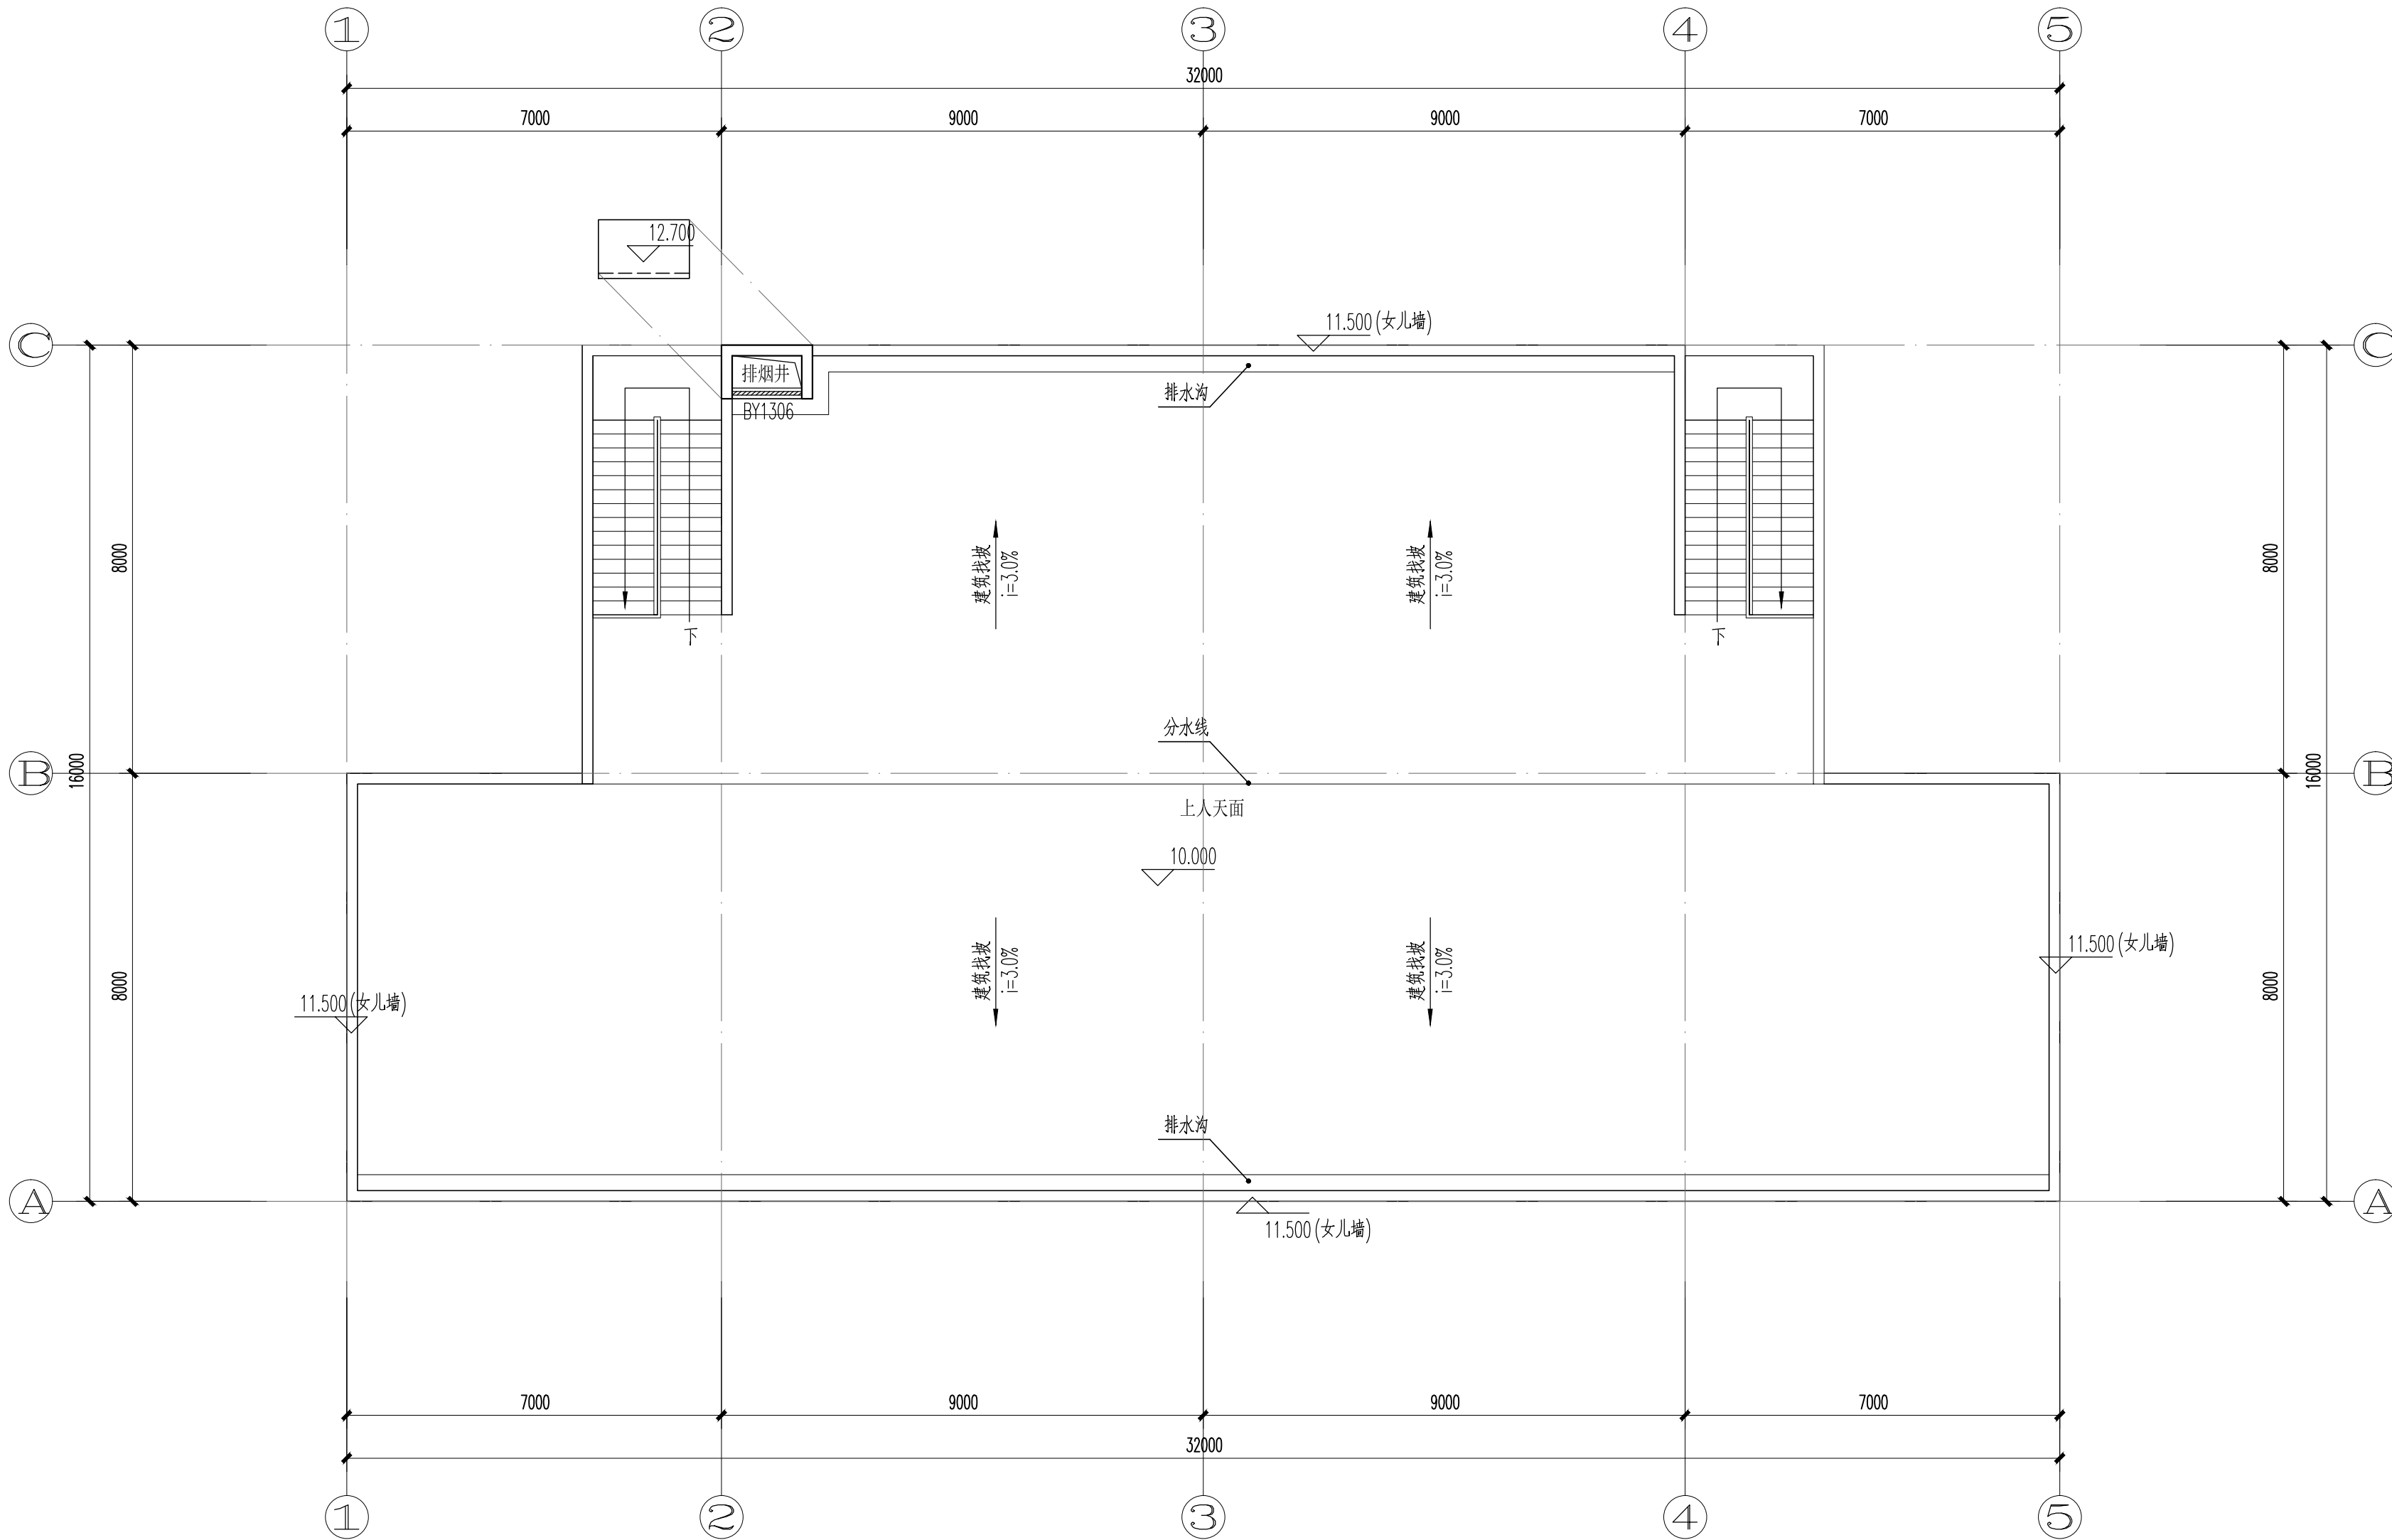 1 2 3 4 5
32000
7000 9000 9000 7000
12.700
11.500(女儿墙)
C C
排烟井
排水沟
BY1306
8000 8000
建筑找坡 建筑找坡
i=3.0% i=3.0%
下 下
分水线
B 16000 16000 B
上人天面
10.000
11.500(女儿墙)
建筑找坡 建筑找坡
i=3.0% i=3.0%
8000 8000
11.500(女儿墙)
排水沟
A A
11.500(女儿墙)
7000 9000 9000 7000
32000
1 2 3 4 5